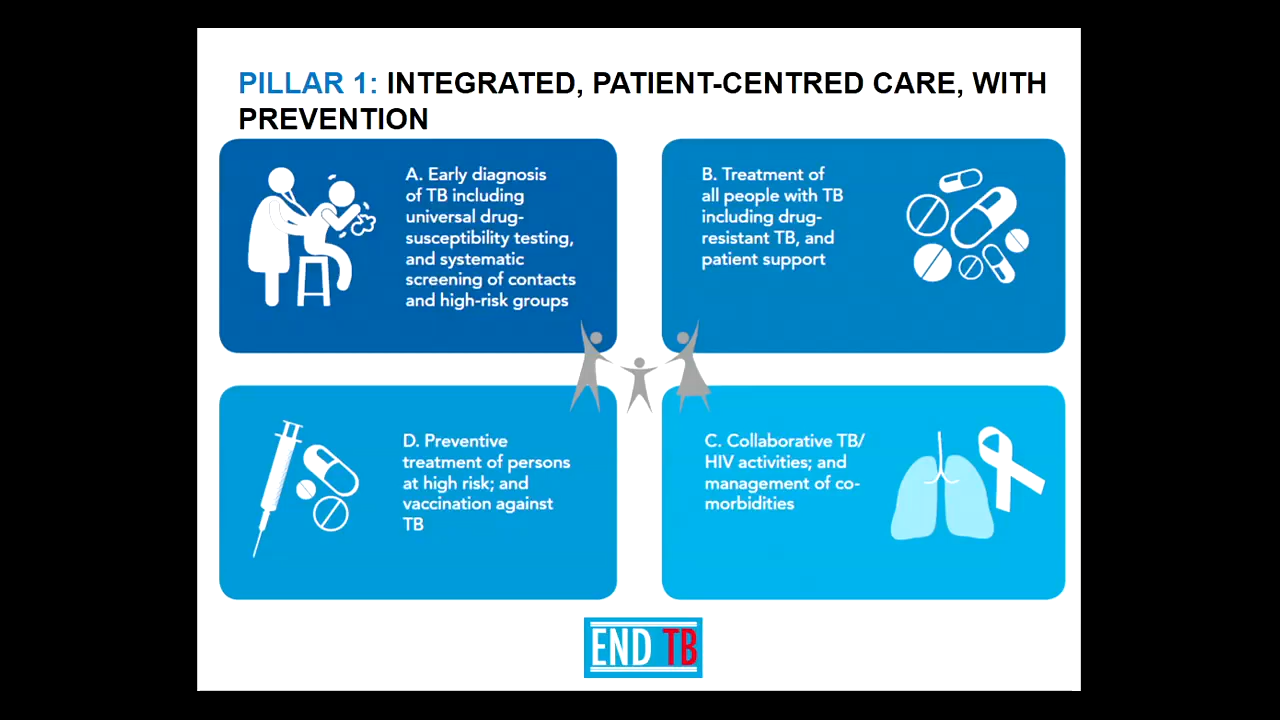 PILLAR 1: INTEGRATED, PATIENT-CENTRED CARE, WITH
PREVENTION
A. Early diagnosis
of TB including
universal drug-
susceptibility testing,
and systematic
screening of contacts
and high-risk groups
B. Treatment of
all people with TB
including drug-
resistant TB, and
patient support
D. Preventive
treatment of persons
at high risk; and
vaccination against
TB
C. Collaborative TB/
HIV activities; and
management of co-
morbidities
END TB